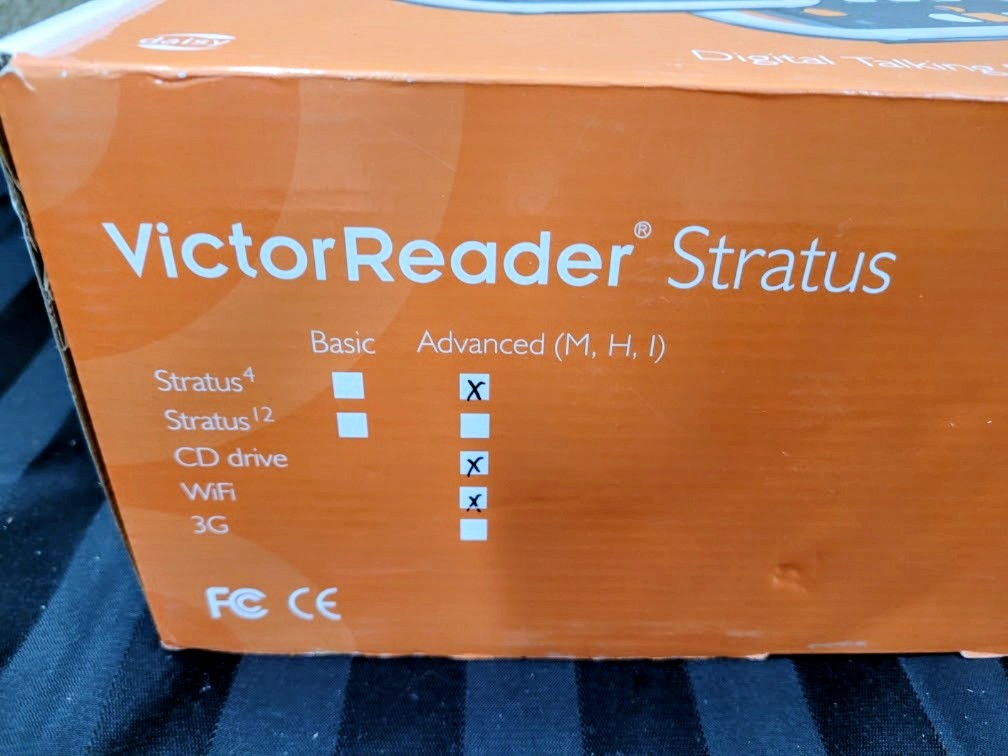 daisy
Digital Talking
VictorReader® Stratus
Basic Advanced (M, H, I)
Stratus⁴ X
Stratus¹²
CD drive X
WiFi X
3G
FC CE